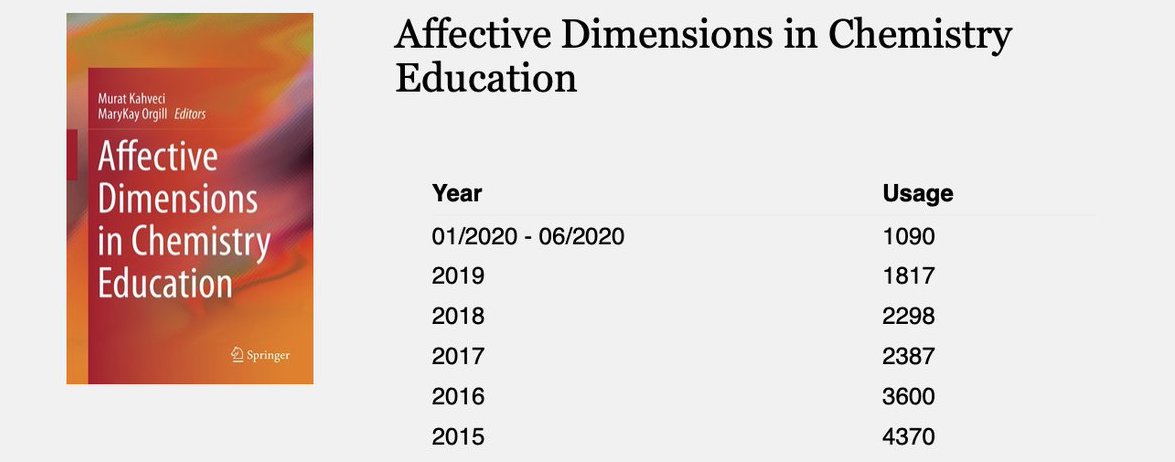 Murat Kahveci
MaryKay Orgill Editors
Affective
Dimensions
in Chemistry
Education
Springer
Affective Dimensions in Chemistry
Education
Year Usage
01/2020 - 06/2020 1090
2019 1817
2018 2298
2017 2387
2016 3600
2015 4370